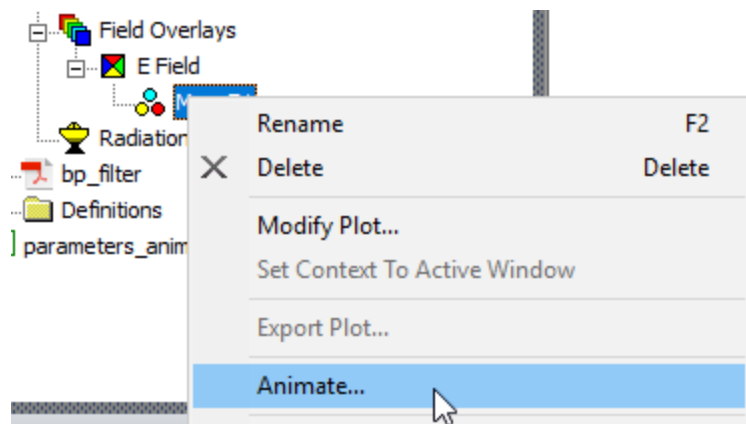 Field Overlays
E Field
Rename F2
Radiation
Delete Delete
bp_filter
Definitions
Modify Plot...
parameters_anim
Set Context To Active Window
Export Plot...
Animate...